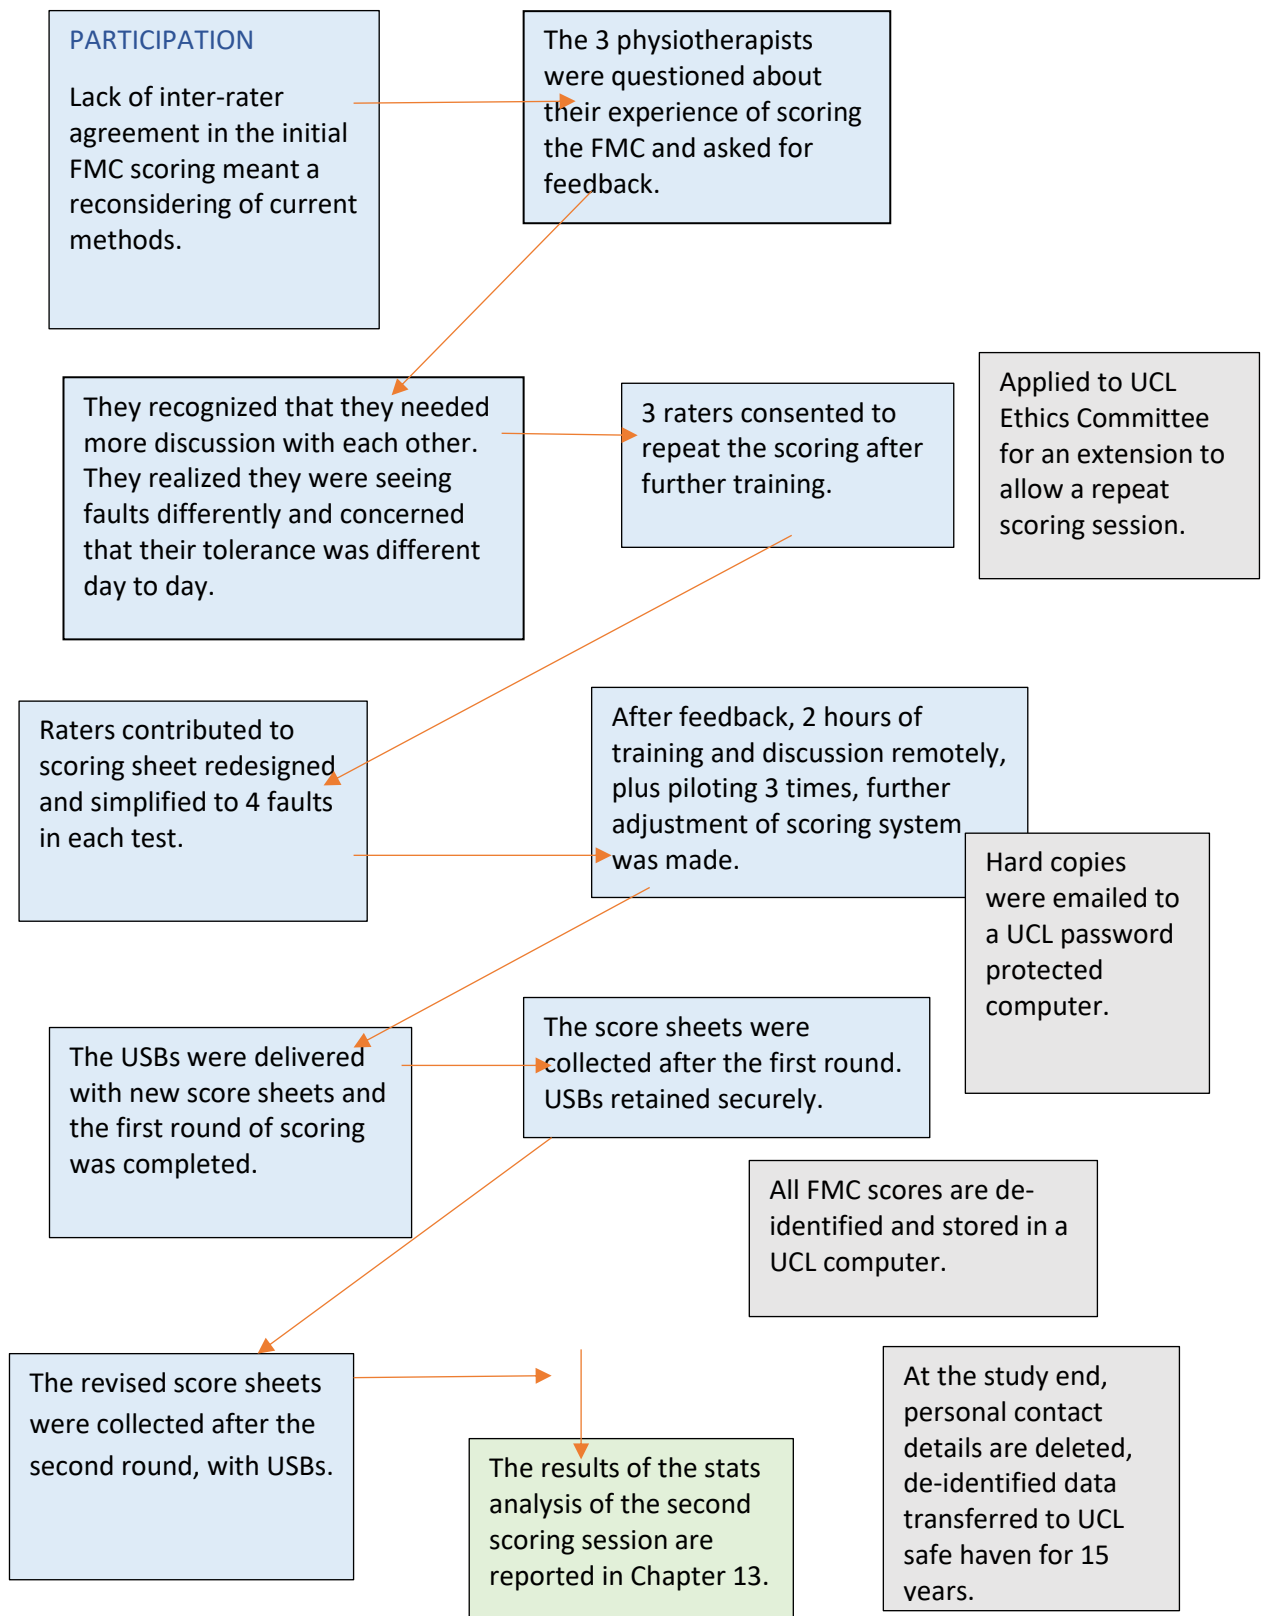 PARTICIPATION
Lack of inter-rater
agreement in the initial
FMC scoring meant a
reconsidering of current
methods.
The 3 physiotherapists
were questioned about
their experience of scoring
the FMC and asked for
feedback.
They recognized that they needed
more discussion with each other.
They realized they were seeing
faults differently and concerned
that their tolerance was different
day to day.
3 raters consented to
repeat the scoring after
further training.
Applied to UCL
Ethics Committee
for an extension to
allow a repeat
scoring session.
Raters contributed to
scoring sheet redesigned
and simplified to 4 faults
in each test.
After feedback, 2 hours of
training and discussion remotely,
plus piloting 3 times, further
adjustment of scoring system
was made.
Hard copies
were emailed to
a UCL password
protected
computer.
The USBs were delivered
with new score sheets and
the first round of scoring
was completed.
The score sheets were
collected after the first round.
USBs retained securely.
All FMC scores are de-
identified and stored in a
UCL computer.
The revised score sheets
were collected after the
second round, with USBs.
The results of the stats
analysis of the second
scoring session are
reported in Chapter 13.
At the study end,
personal contact
details are deleted,
de-identified data
transferred to UCL
safe haven for 15
years.